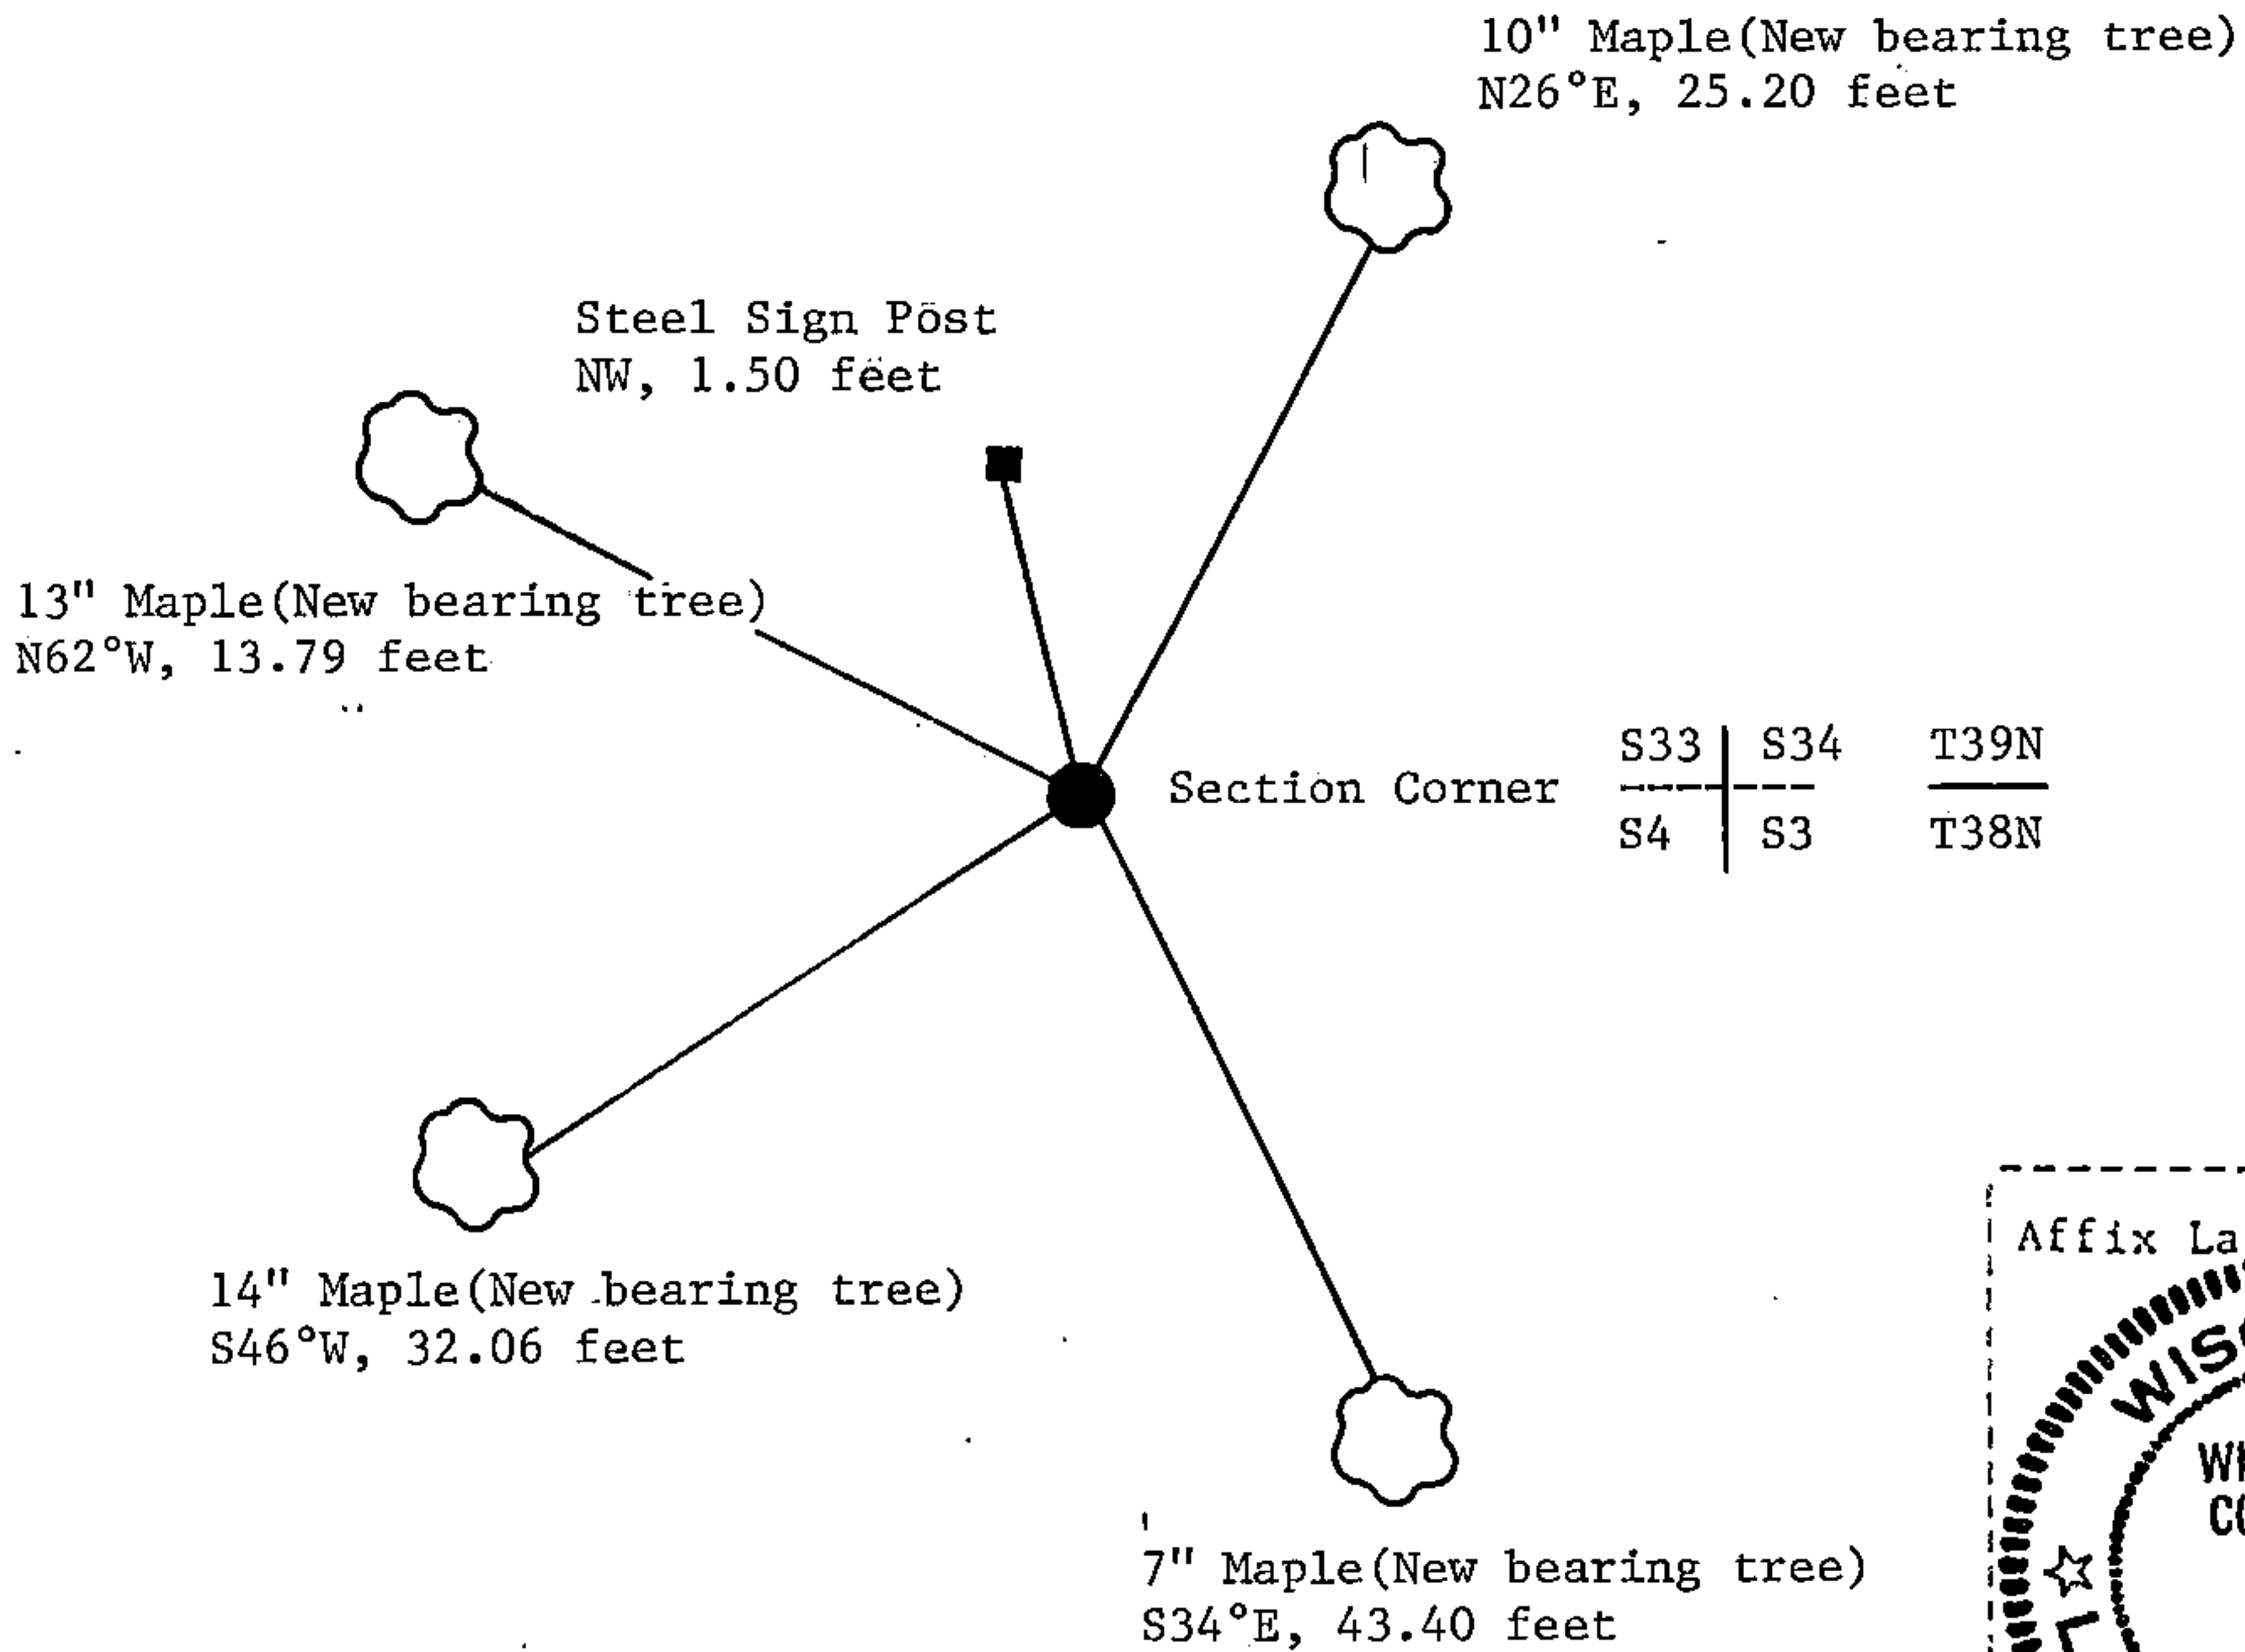 10" Maple(New bearing tree)
N26°E, 25.20 feet
Steel Sign Post
NW, 1.50 feet
13" Maple(New bearing tree)
N62°W, 13.79 feet
Section Corner
S33 S34 T39N
S4 S3 T38N
14" Maple(New bearing tree)
S46°W, 32.06 feet
7" Maple(New bearing tree)
S34°E, 43.40 feet
Affix